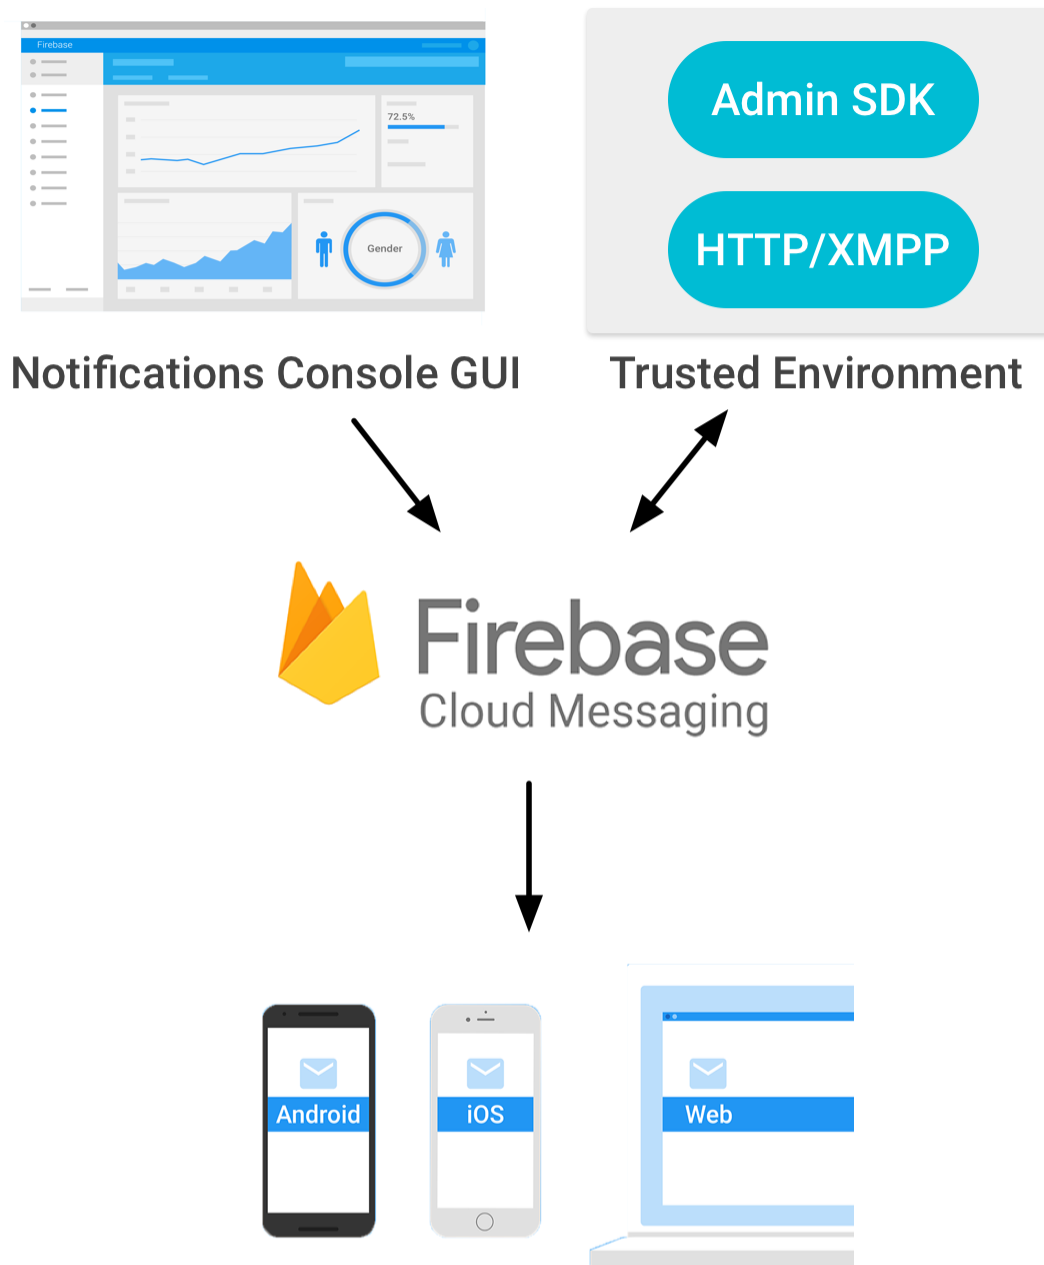 Firebase
72.5%
Gender
Admin SDK
HTTP/XMPP
Notifications Console GUI
Trusted Environment
Firebase
Cloud Messaging
Android
iOS
Web